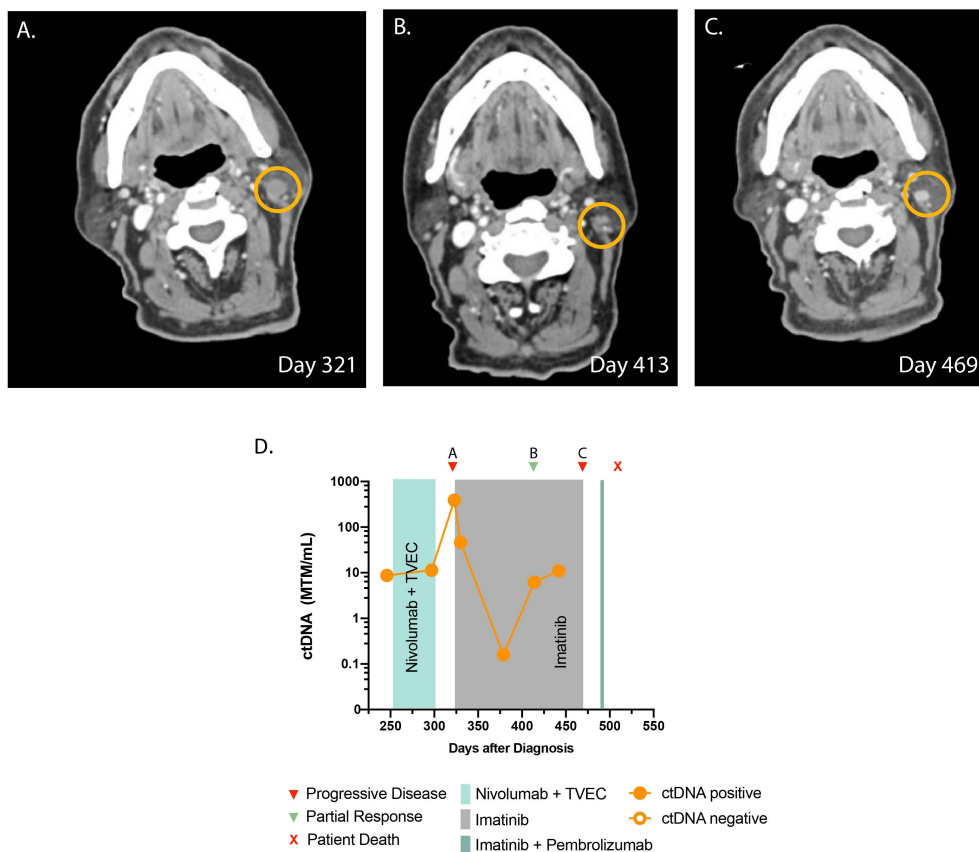 A.
B.
C.
Day 321
Day 413
Day 469
D.
A
B
C
X
1000
100
10
1
0.1
0
ctDNA (MTM/mL)
Nivolumab + TVEC
Imatinib
250
300
350
400
450
500
550
Days after Diagnosis
Progressive Disease
Partial Response
X Patient Death
Nivolumab + TVEC
Imatinib
Imatinib + Pembrolizumab
ctDNA positive
ctDNA negative